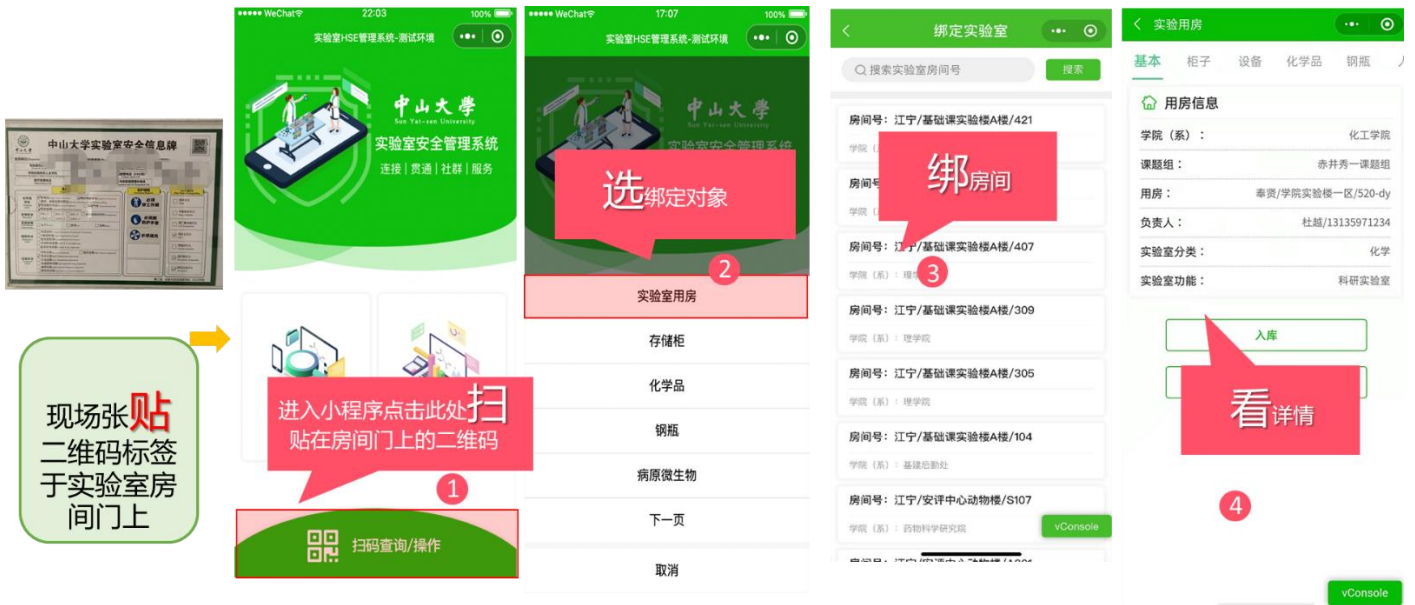 中山大学实验室安全信息牌
现场张贴
二维码标签
于实验室房
间门上
WeChat 22:03 100%
实验室HSE管理系统-测试环境
中山大學
Sun Yat-sen University
实验室安全管理系统
连接 | 贯通 | 社群 | 服务
进入小程序点击此处扫
贴在房间门上的二维码
1
扫码查询/操作
WeChat 17:07 100%
实验室HSE管理系统-测试环境
中山大學
Sun Yat-sen University
实验室安全管理系统
选绑定对象
2
实验室用房
存储柜
化学品
钢瓶
病原微生物
下一页
取消
绑定实验室
搜索实验室房间号 搜索
房间号：江宁/基础课实验楼A楼/421
学院
房间号
绑房间
学院
房间号：江宁/基础课实验楼A楼/407
学院（系）：理学
3
房间号：江宁/基础课实验楼A楼/309
学院（系）：理学院
房间号：江宁/基础课实验楼A楼/305
学院（系）：理学院
房间号：江宁/基础课实验楼A楼/104
学院（系）：基建后勤处
房间号：江宁/安评中心动物楼/S107
学院（系）：药物科学研究院
vConsole
实验用房
基本 柜子 设备 化学品 钢瓶
用房信息
学院（系）： 化工学院
课题组： 赤井秀一课题组
用房： 奉贤/学院实验楼一区/520-dy
负责人： 杜越/13135971234
实验室分类： 化学
实验室功能： 科研实验室
入库
看详情
4
vConsole